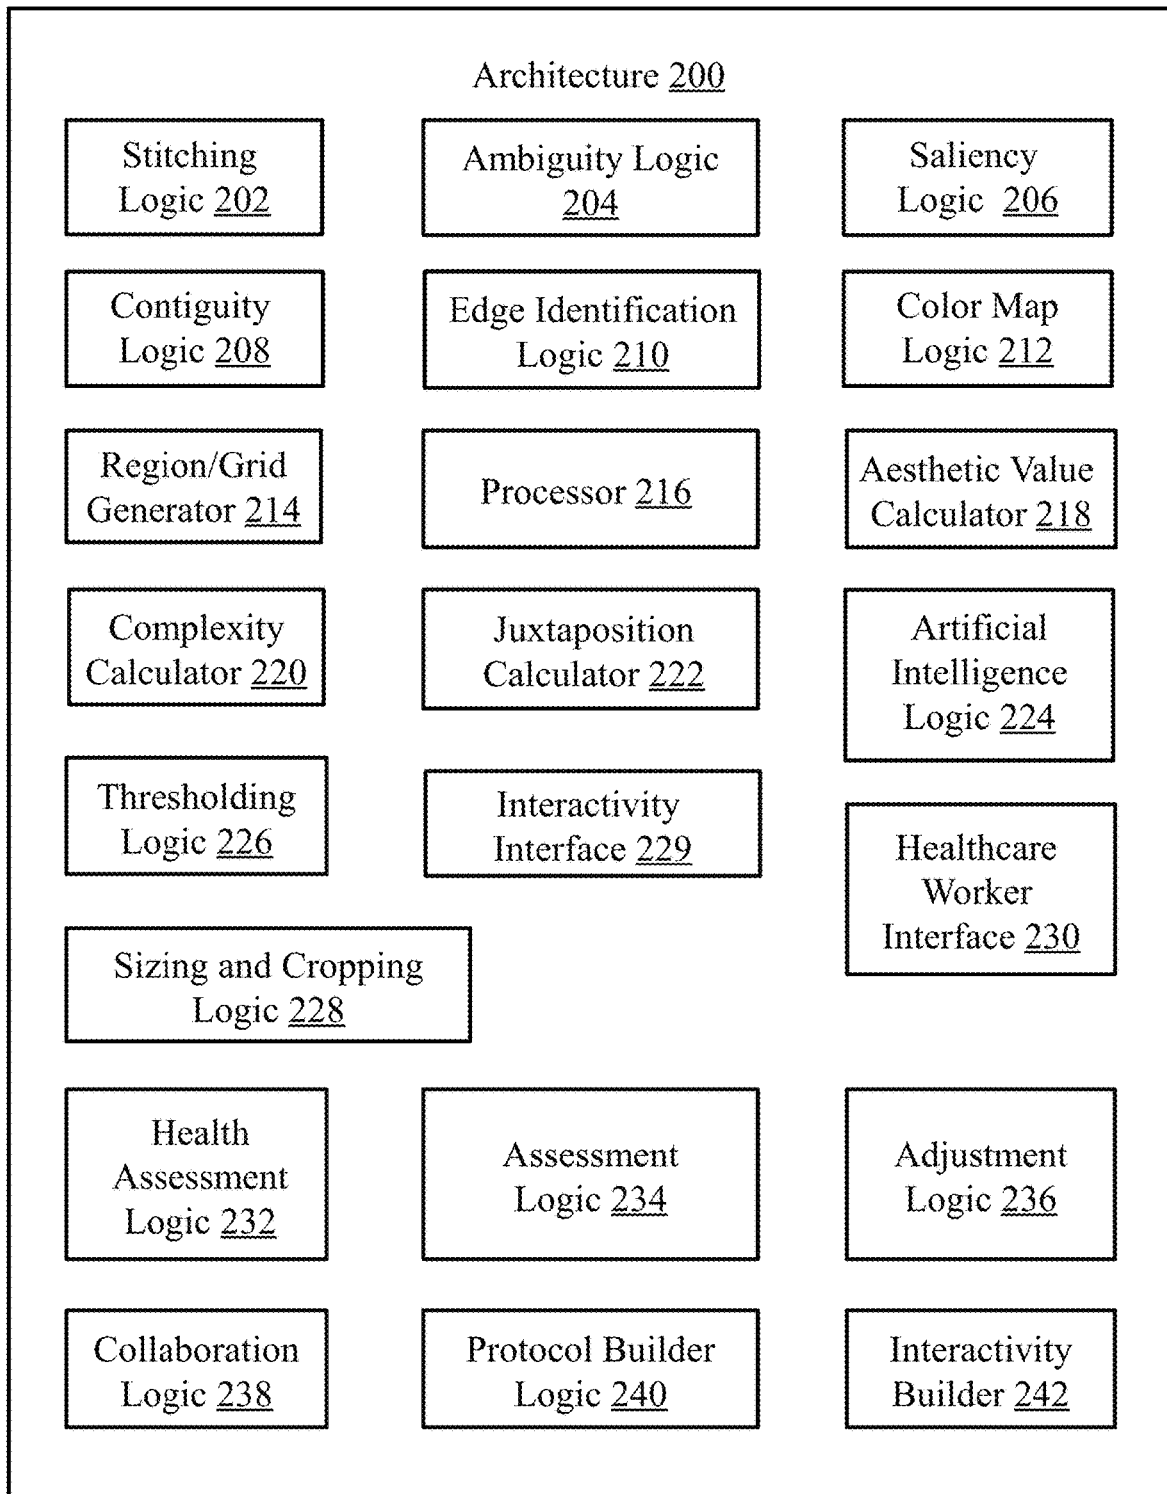 Architecture 200
Stitching
Logic 202
Ambiguity Logic
204
Saliency
Logic 206
Contiguity
Logic 208
Edge Identification
Logic 210
Color Map
Logic 212
Region/Grid
Generator 214
Processor 216
Aesthetic Value
Calculator 218
Complexity
Calculator 220
Juxtaposition
Calculator 222
Artificial
Intelligence
Logic 224
Thresholding
Logic 226
Interactivity
Interface 229
Healthcare
Worker
Interface 230
Sizing and Cropping
Logic 228
Health
Assessment
Logic 232
Assessment
Logic 234
Adjustment
Logic 236
Collaboration
Logic 238
Protocol Builder
Logic 240
Interactivity
Builder 242